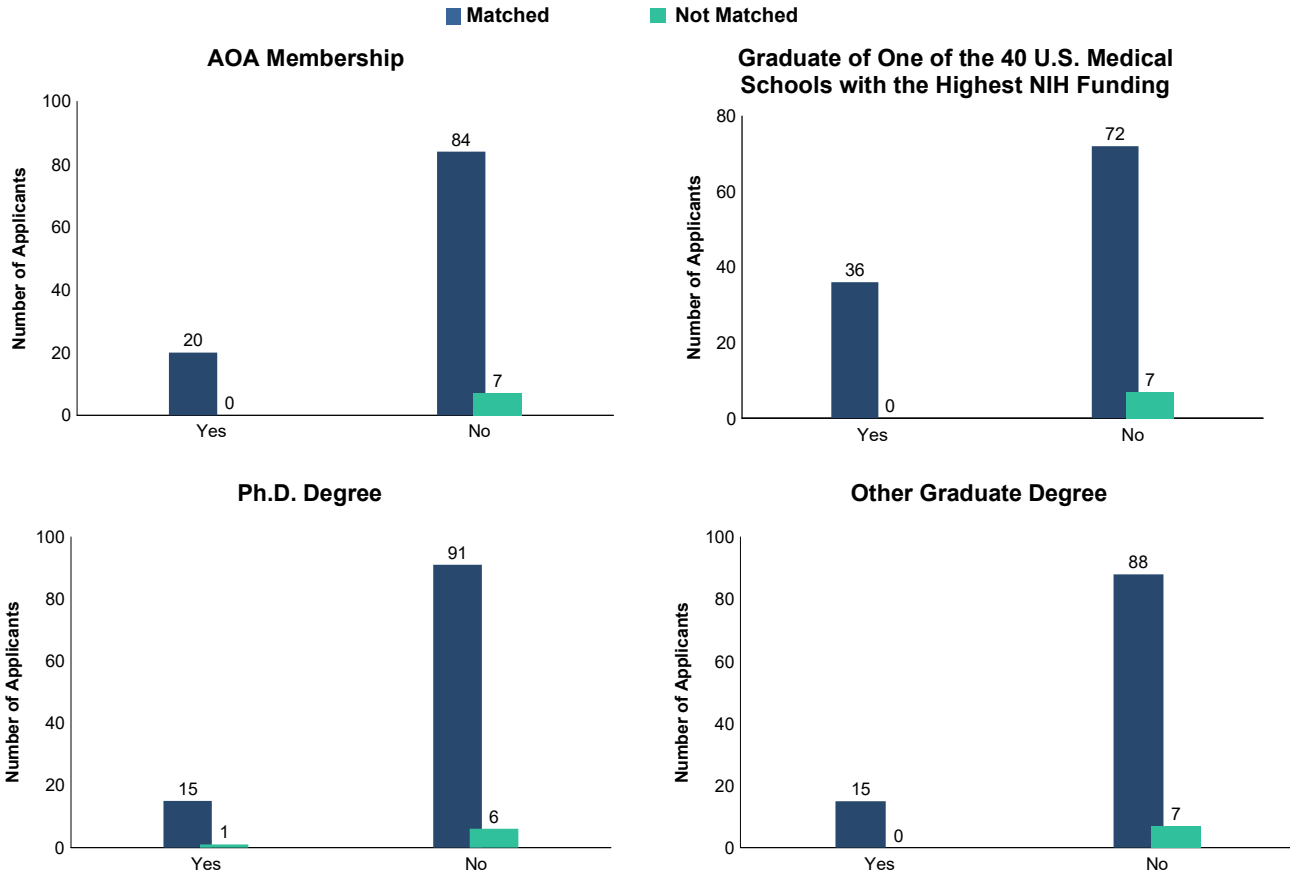 Matched
Not Matched
AOA Membership
Number of Applicants
100
80
60
40
20
0
20
0
84
7
Yes
No
Graduate of One of the 40 U.S. Medical
Schools with the Highest NIH Funding
Number of Applicants
80
60
40
20
0
36
0
72
7
Yes
No
Ph.D. Degree
Number of Applicants
100
80
60
40
20
0
15
1
91
6
Yes
No
Other Graduate Degree
Number of Applicants
100
80
60
40
20
0
15
0
88
7
Yes
No